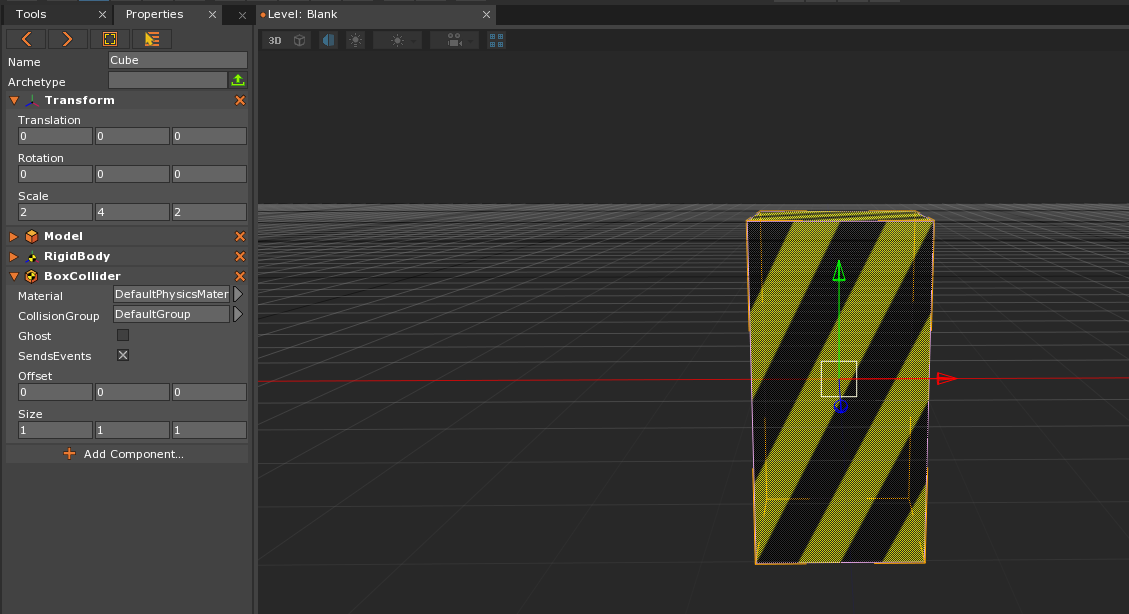 Tools
Properties
Level: Blank
3D
Name
Cube
Archetype
Transform
Translation
0 0 0
Rotation
0 0 0
Scale
2 4 2
Model
RigidBody
BoxCollider
Material DefaultPhysicsMater
CollisionGroup DefaultGroup
Ghost
SendsEvents
Offset
0 0 0
Size
1 1 1
Add Component...